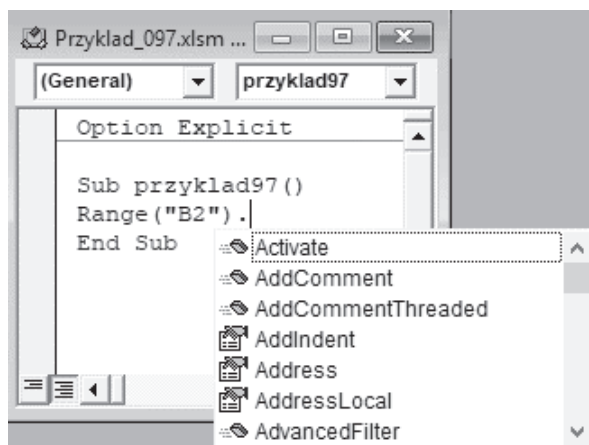 Przyklad_097.xlsm ...
(General) przyklad97
Option Explicit
Sub przyklad97()
Range("B2").
End Sub
Activate
AddComment
AddCommentThreaded
AddIndent
Address
AddressLocal
AdvancedFilter